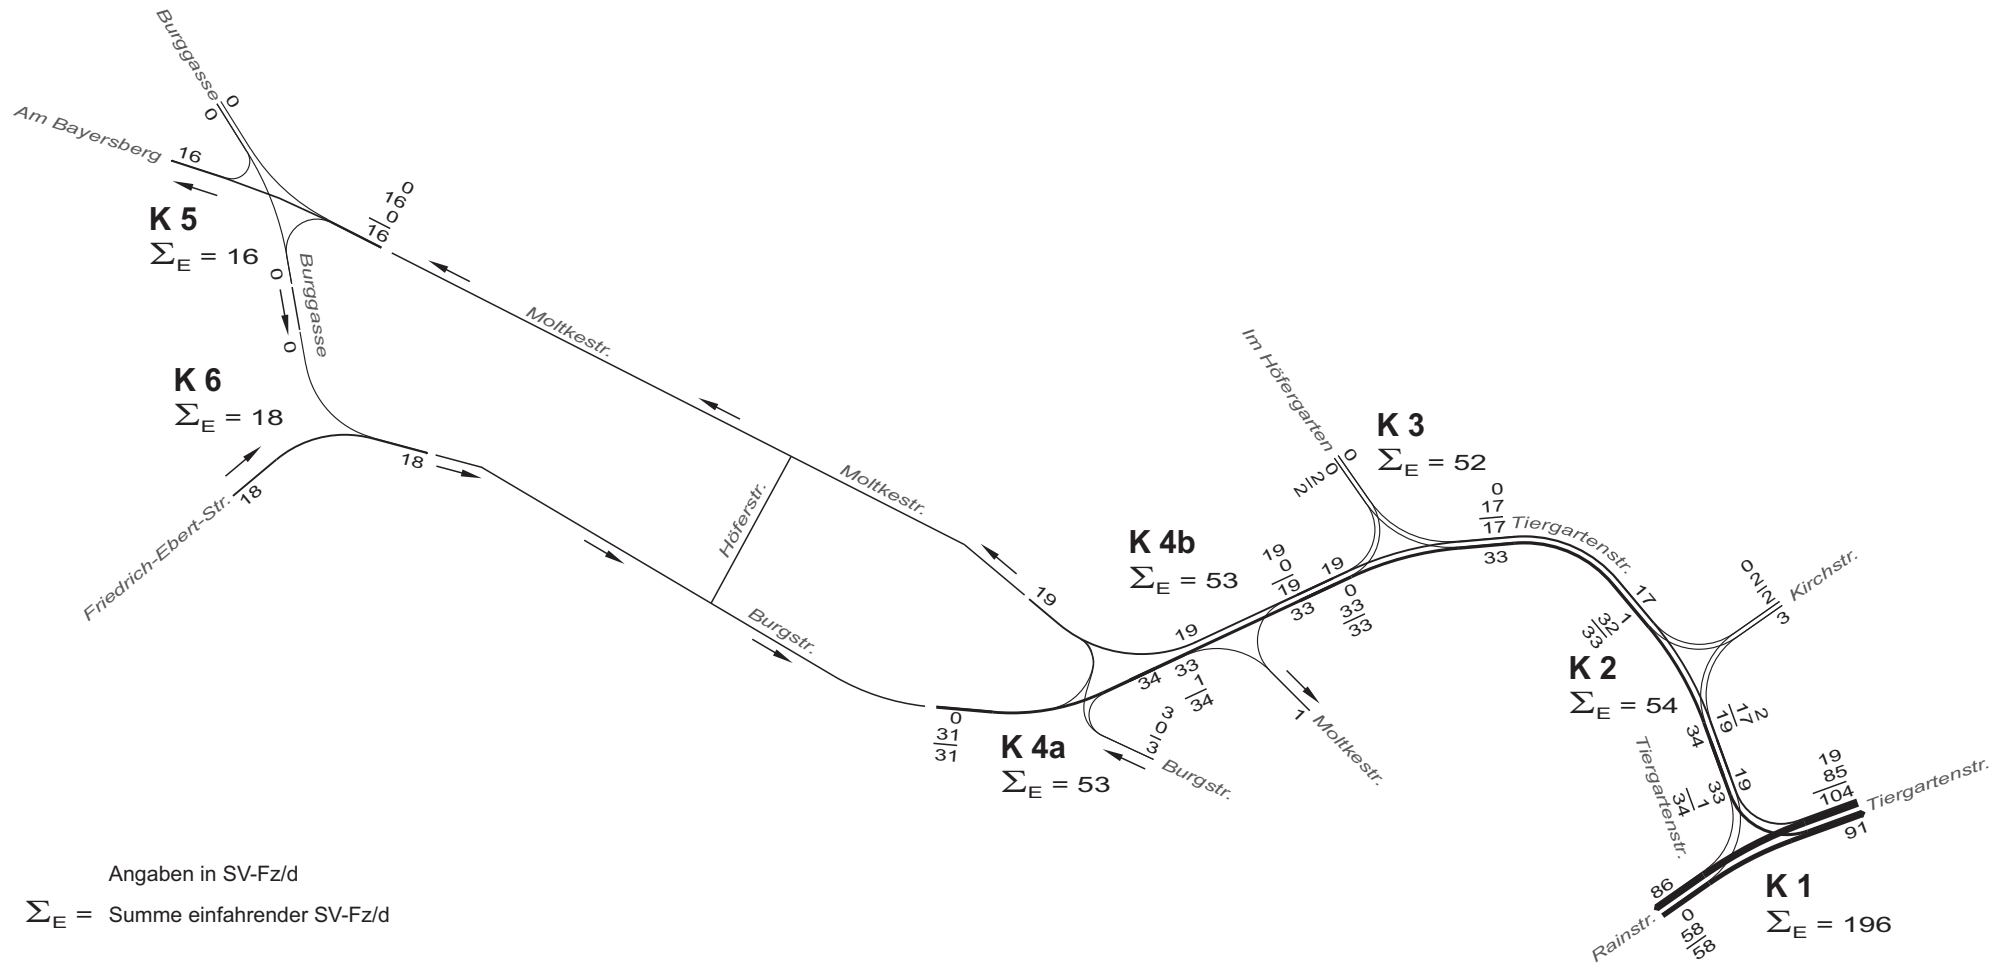 Burggasse
0
0
Am Bayersberg
16
K 5
ΣE = 16
0
16
0
16
0
Burggasse
0
Moltkestr.
K 6
ΣE = 18
18
18
Friedrich-Ebert-Str.
Höferstr.
Moltkestr.
Burgstr.
19
0
31
31
K 4a
ΣE = 53
34
3
0
3
Burgstr.
K 4b
ΣE = 53
19
33
1
34
19
0
19
33
1
Moltkestr.
Im Höfergarten
0
0
2
2
K 3
ΣE = 52
19
0
33
33
0
17
17
33
Tiergartenstr.
17
1
32
33
K 2
ΣE = 54
0
2
2
3
Kirchstr.
34
2
17
19
Tiergartenstr.
19
33
1
34
19
85
104
Tiergartenstr.
91
86
Rainstr.
0
58
58
K 1
ΣE = 196
Angaben in SV-Fz/d
ΣE = Summe einfahrender SV-Fz/d